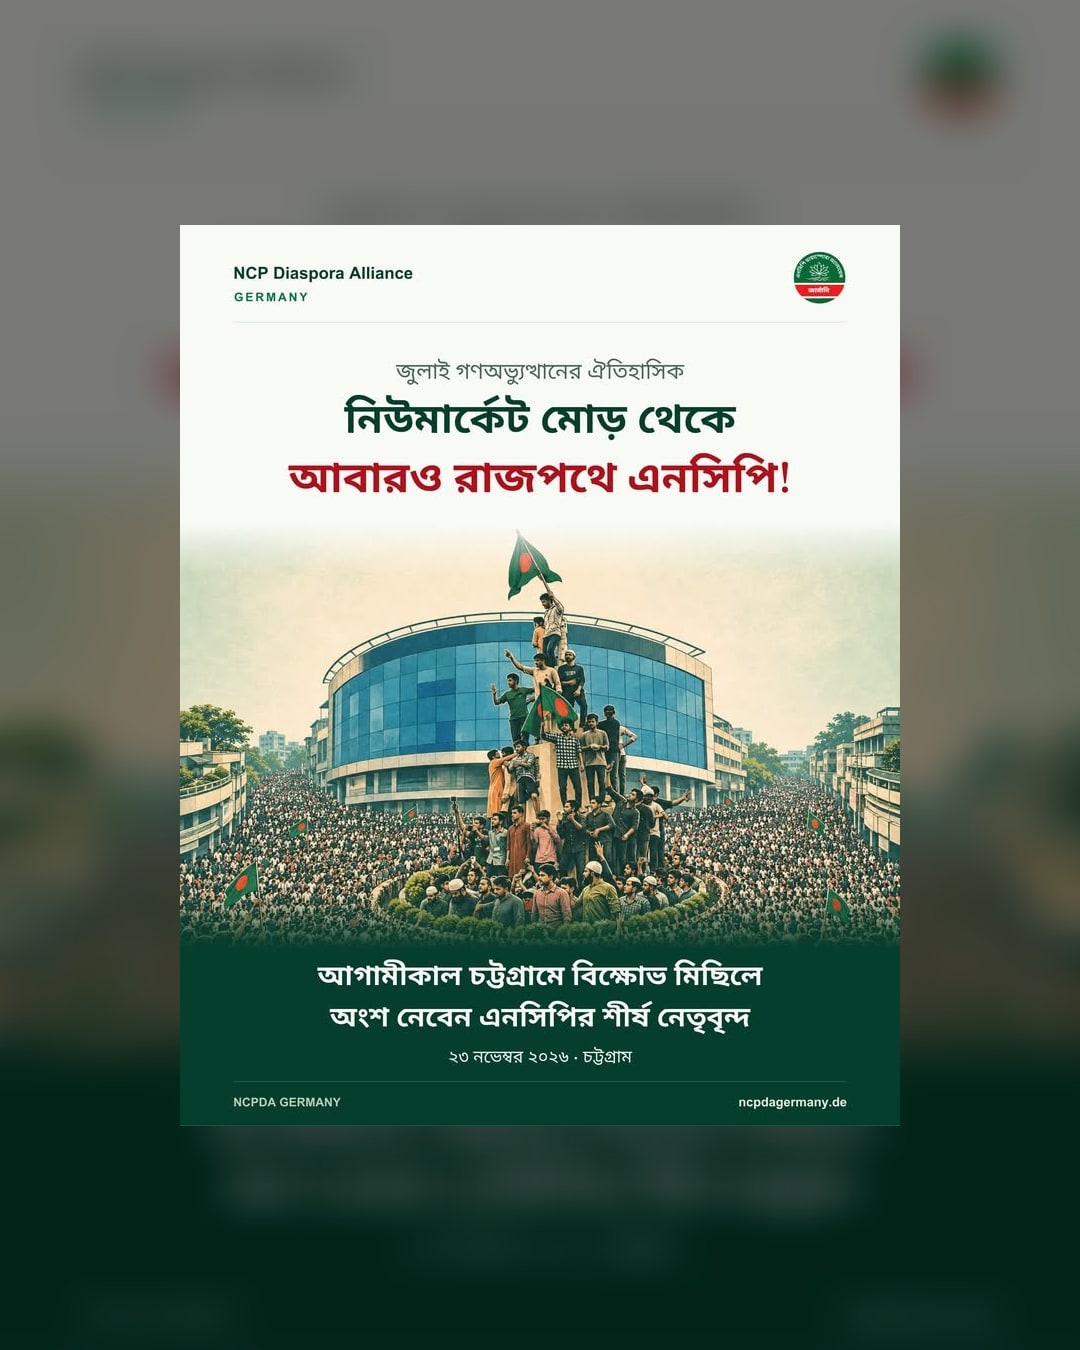 NCP Diaspora Alliance
GERMANY
জার্মানি
জুলাই গণঅভ্যুত্থানের ঐতিহাসিক
নিউমার্কেট মোড় থেকে
আবারও রাজপথে এনসিপি!
আগামীকাল চট্টগ্রামে বিক্ষোভ মিছিলে
অংশ নেবেন এনসিপির শীর্ষ নেতৃবৃন্দ
২৩ নভেম্বর ২০২৬ · চট্টগ্রাম
NCPDA GERMANY
ncpdagermany.de